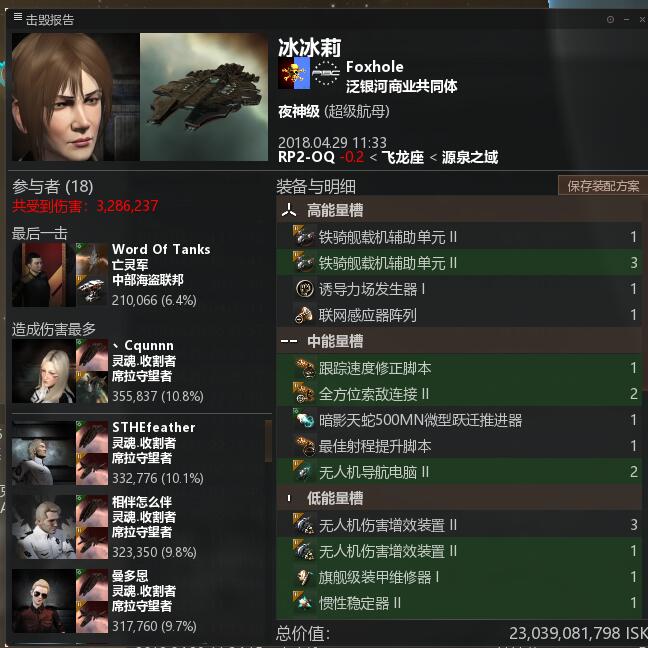 击毁报告
冰冰莉
Foxhole
泛银河商业共同体
夜神级 (超级航母)
2018.04.29 11:33
RP2-OQ -0.2 < 飞龙座 < 源泉之域
参与者 (18)
共受到伤害: 3,286,237
最后一击
Word Of Tanks
亡灵军
中部海盗联邦
210,066 (6.4%)
造成伤害最多
丶Cqunnn
灵魂.收割者
席拉守望者
355,837 (10.8%)
STHEfeather
灵魂.收割者
席拉守望者
332,776 (10.1%)
相伴怎么伴
灵魂.收割者
席拉守望者
323,350 (9.8%)
曼多恩
灵魂.收割者
席拉守望者
317,760 (9.7%)
装备与明细
保存装配方案
高能量槽
铁骑舰载机辅助单元 II 1
铁骑舰载机辅助单元 II 3
诱导力场发生器 I 1
联网感应器阵列 1
中能量槽
跟踪速度修正脚本 1
全方位索敌连接 II 2
暗影天蛇500MN微型跃迁推进器 1
最佳射程提升脚本 1
无人机导航电脑 II 2
低能量槽
无人机伤害增效装置 II 3
无人机伤害增效装置 II 1
旗舰级装甲维修器 I 1
惯性稳定器 II 1
总价值: 23,039,081,798 ISK